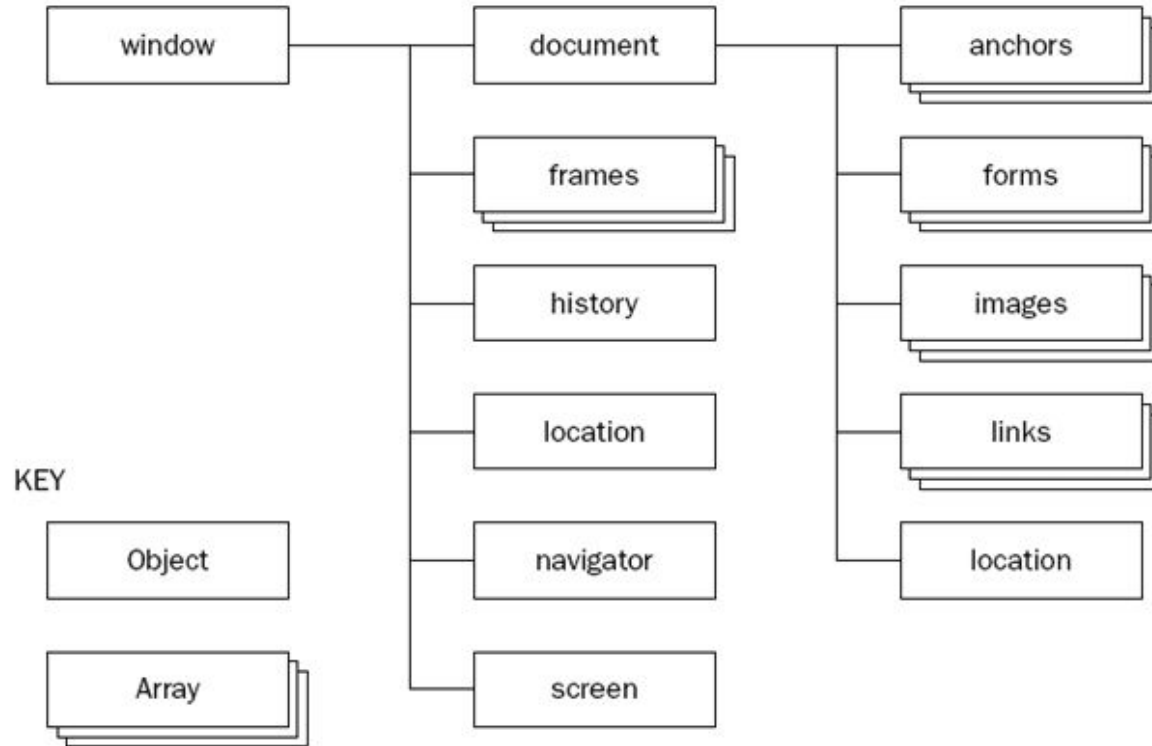 window
document
anchors
frames
forms
history
images
location
links
KEY
Object
navigator
location
Array
screen